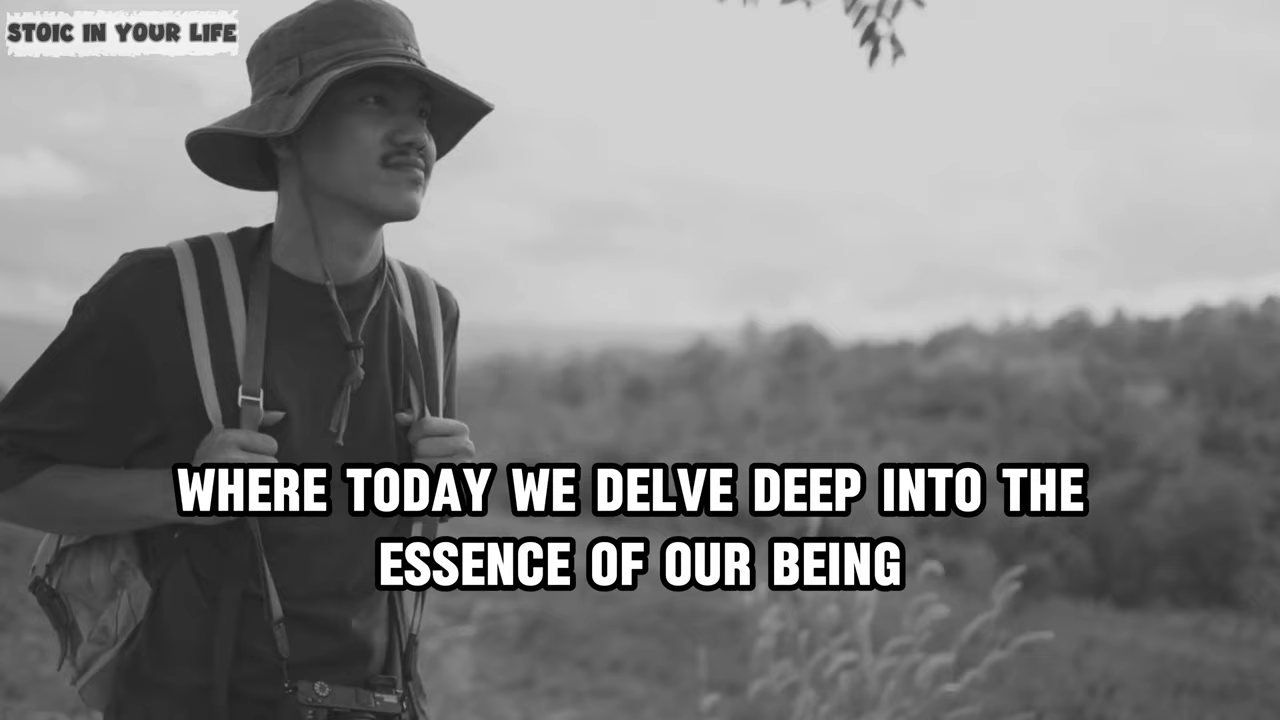 STOIC IN YOUR LIFE
WHERE TODAY WE DELVE DEEP INTO THE
ESSENCE OF OUR BEING